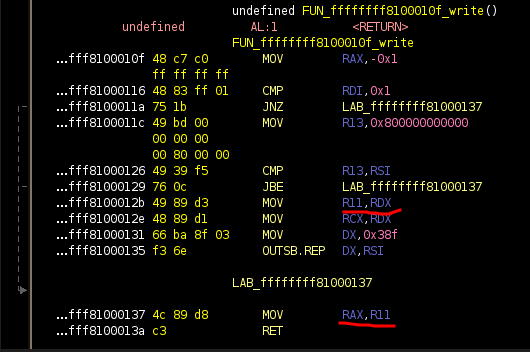 undefined FUN_ffffffff8100010f_write()
undefined AL:1 <RETURN>
FUN_ffffffff8100010f_write
...fff8100010f 48 c7 c0 MOV RAX,-0x1
ff ff ff ff
...fff81000116 48 83 ff 01 CMP RDI,0x1
...fff8100011a 75 1b JNZ LAB_ffffffff81000137
...fff8100011c 49 bd 00 MOV R13,0x800000000000
00 00 00
00 80 00 00
...fff81000126 49 39 f5 CMP R13,RSI
...fff81000129 76 0c JBE LAB_ffffffff81000137
...fff8100012b 49 89 d3 MOV R11,RDX
...fff8100012e 48 89 d1 MOV RCX,RDX
...fff81000131 66 ba 8f 03 MOV DX,0x38f
...fff81000135 f3 6e OUTSB.REP DX,RSI
LAB_ffffffff81000137
...fff81000137 4c 89 d8 MOV RAX,R11
...fff8100013a c3 RET